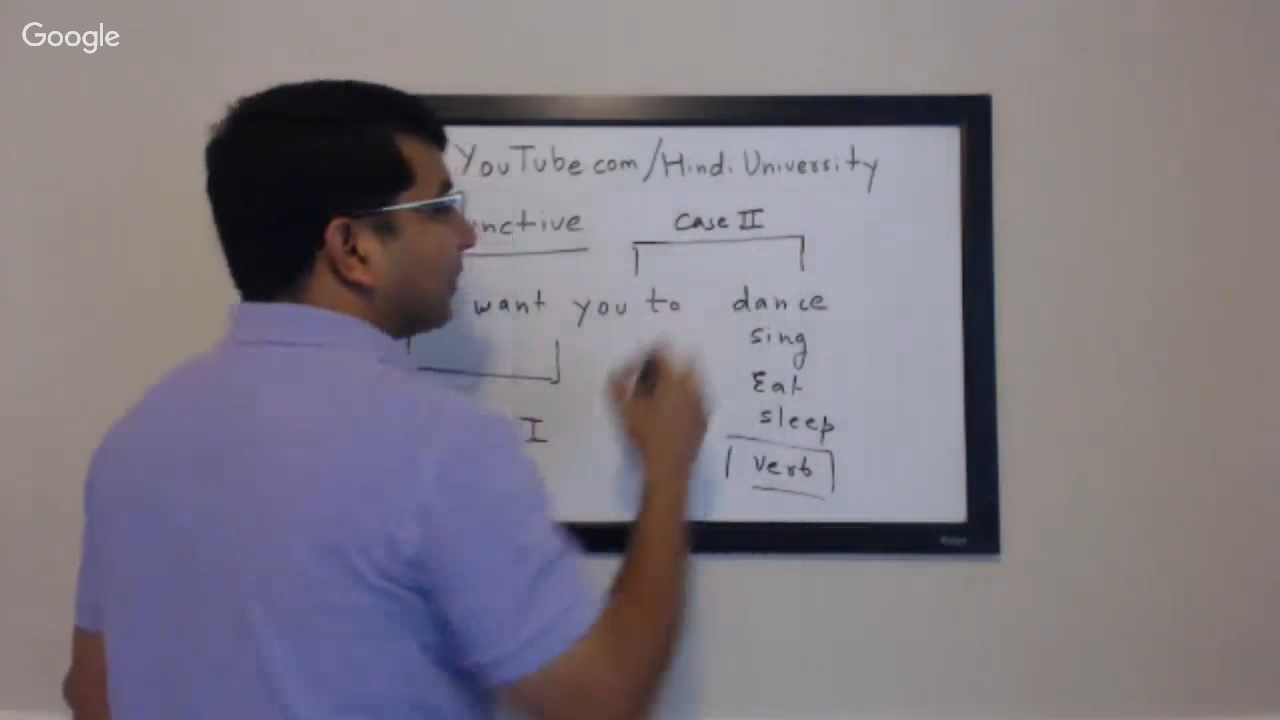 Google
YouTube.com/Hindi University
nctive
Case II
want you to dance
sing
Eat
sleep
I
Verb